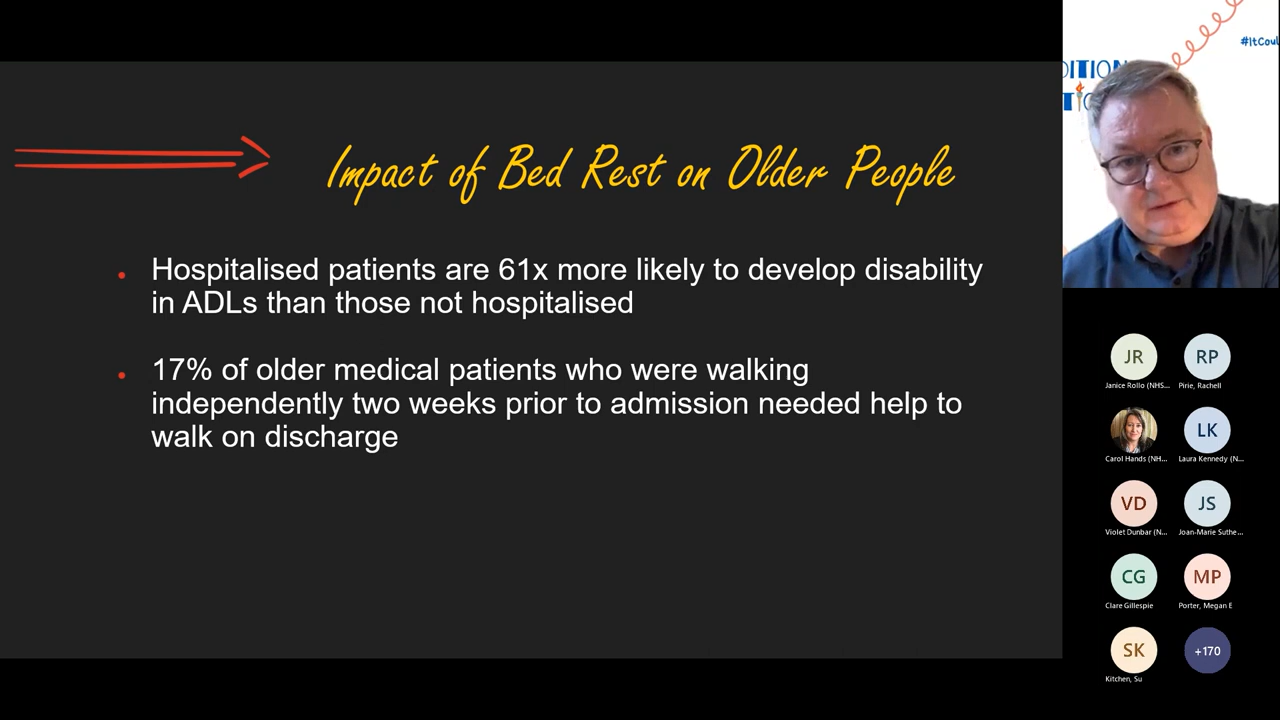 Impact of Bed Rest on Older People
Hospitalised patients are 61x more likely to develop disability
in ADLs than those not hospitalised
17% of older medical patients who were walking
independently two weeks prior to admission needed help to
walk on discharge
#ItCoul
DITION
JR
RP
Janice Rollo (NHS...
Pirie, Rachell
LK
Carol Hands (NH...
Laura Kennedy (N...
VD
JS
Violet Dunbar (N...
Joan-Marie Suthe...
CG
MP
Clare Gillespie
Porter, Megan E
SK
+170
Kitchen, Su